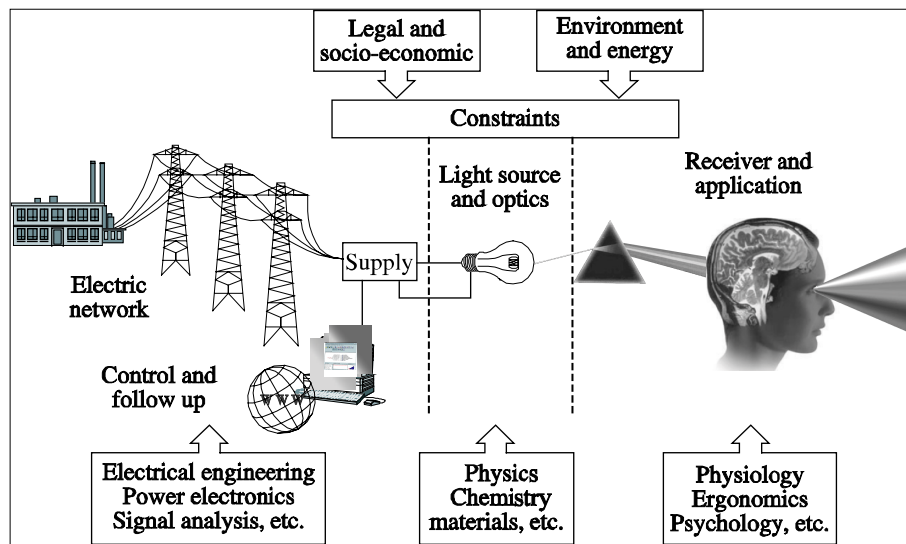 Legal and
socio-economic
Environment
and energy
Constraints
Light source
and optics
Receiver and
application
Supply
Electric
network
Control and
follow up
WWW
Electrical engineering
Power electronics
Signal analysis, etc.
Physics
Chemistry
materials, etc.
Physiology
Ergonomics
Psychology, etc.